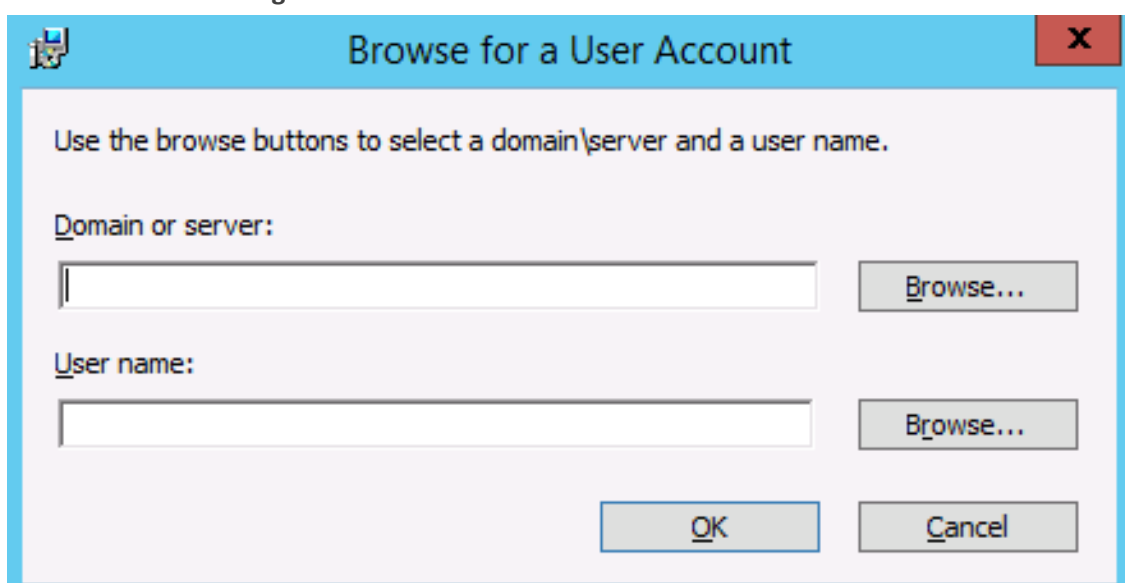 Browse for a User Account
x
Use the browse buttons to select a domain\server and a user name.
Domain or server:
Browse...
User name:
Browse...
OK
Cancel